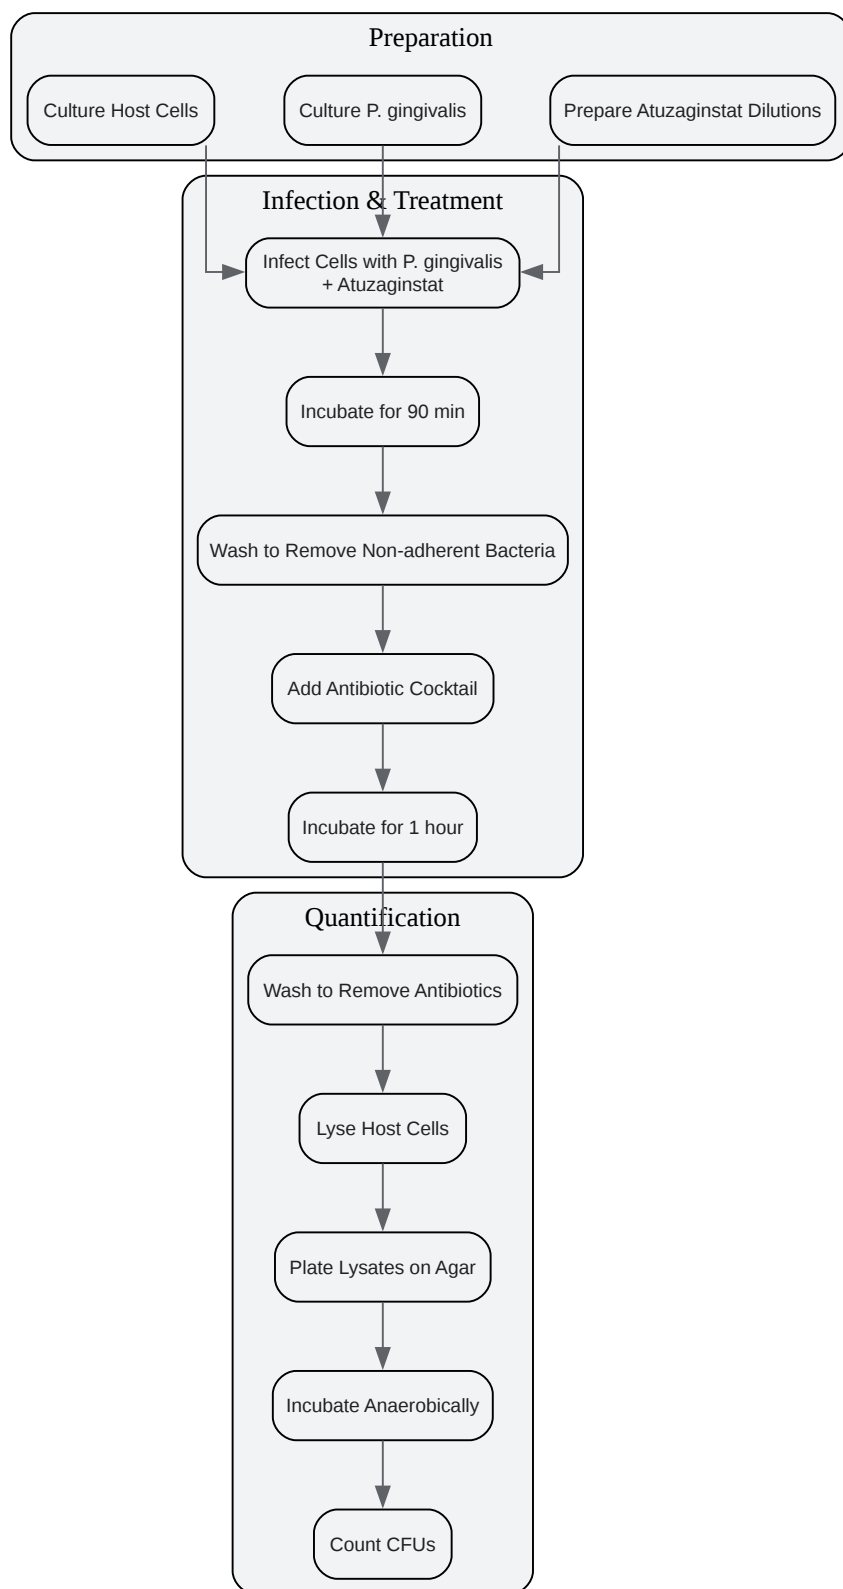 Preparation
Culture Host Cells
Culture P. gingivalis
Prepare Atuzaginstat Dilutions
Infection & Treatment
Infect Cells with P. gingivalis
+ Atuzaginstat
Incubate for 90 min
Wash to Remove Non-adherent Bacteria
Add Antibiotic Cocktail
Incubate for 1 hour
Quantification
Wash to Remove Antibiotics
Lyse Host Cells
Plate Lysates on Agar
Incubate Anaerobically
Count CFUs